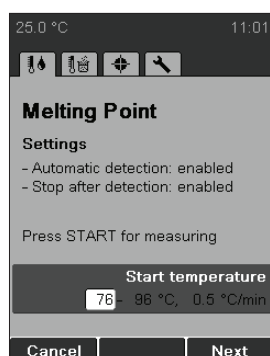 25.0 °C 11:01
Melting Point
Settings
- Automatic detection: enabled
- Stop after detection: enabled
Press START for measuring
Start temperature
76 - 96 °C, 0.5 °C/min
Cancel Next